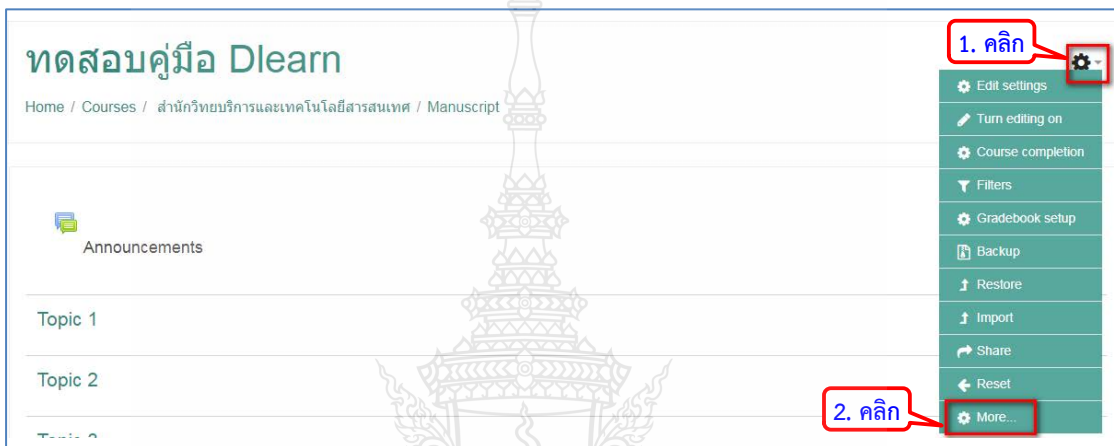 1. คลิก
ทดสอบคู่มือ Dlearn
Home / Courses / สำนักวิทยบริการและเทคโนโลยีสารสนเทศ / Manuscript
Edit settings
Turn editing on
Course completion
Filters
Gradebook setup
Backup
Restore
Import
Share
Reset
More...
2. คลิก
Announcements
Topic 1
Topic 2